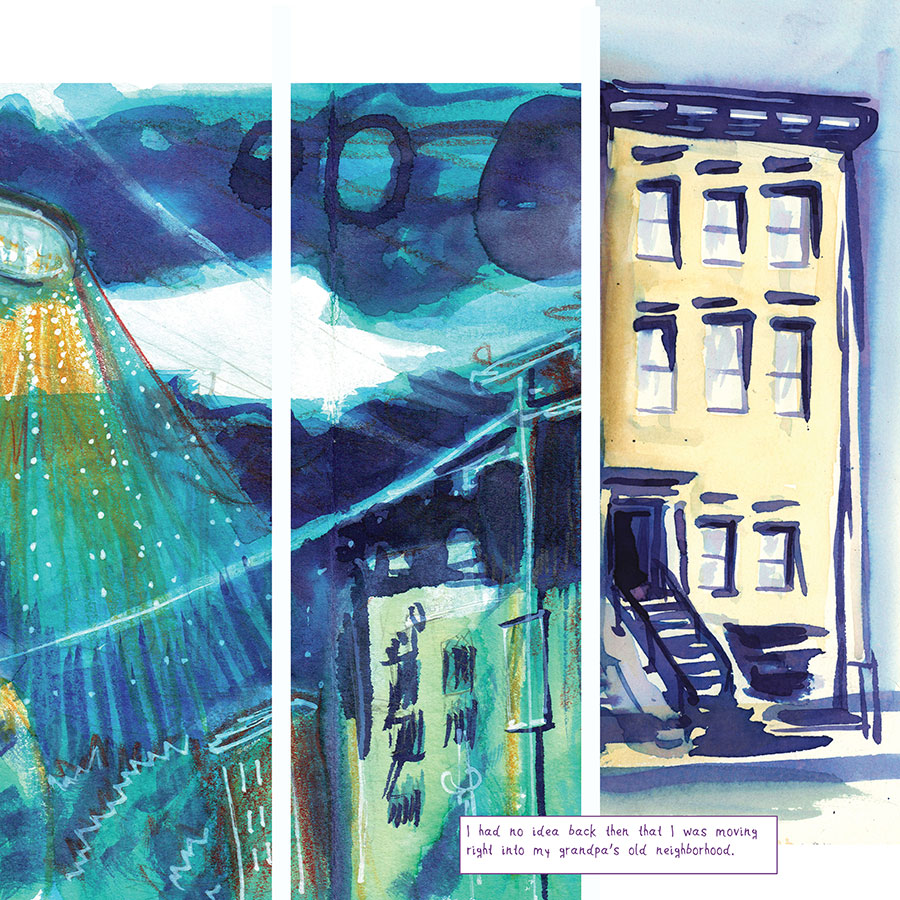 I had no idea back then that I was moving
right into my grandpa's old neighborhood.